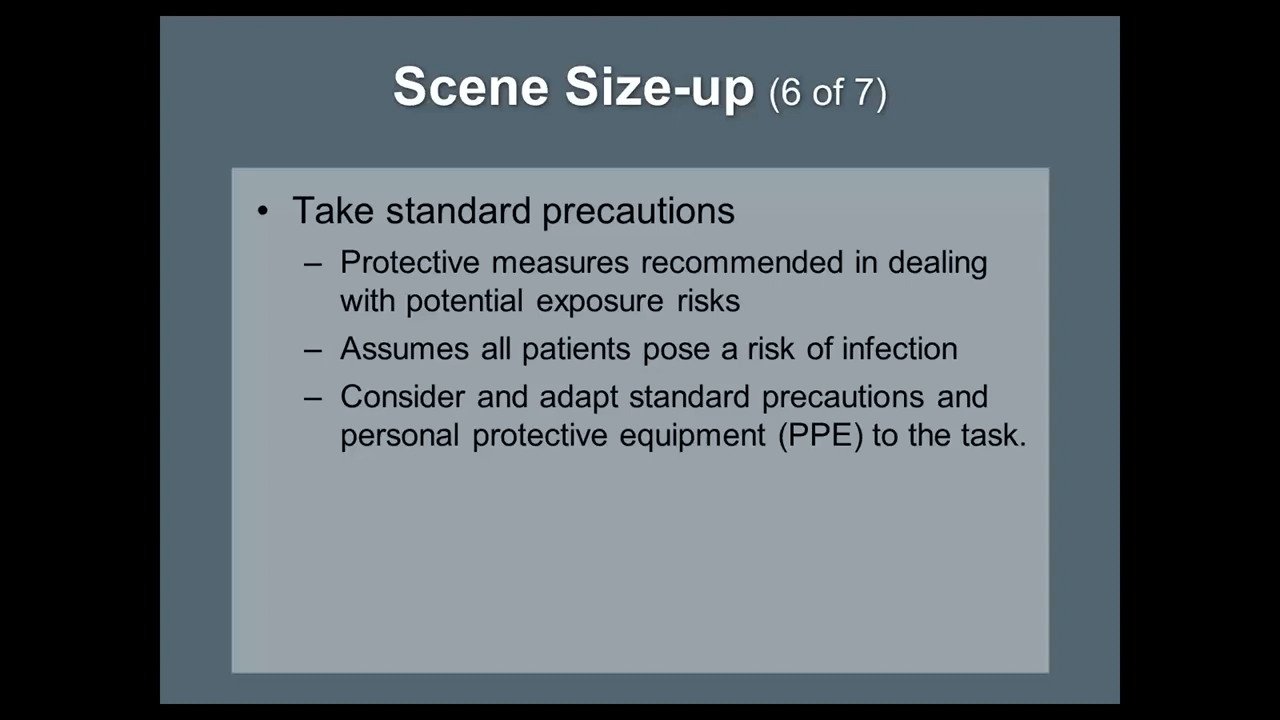 Scene Size-up (6 of 7)
• Take standard precautions
– Protective measures recommended in dealing
with potential exposure risks
– Assumes all patients pose a risk of infection
– Consider and adapt standard precautions and
personal protective equipment (PPE) to the task.